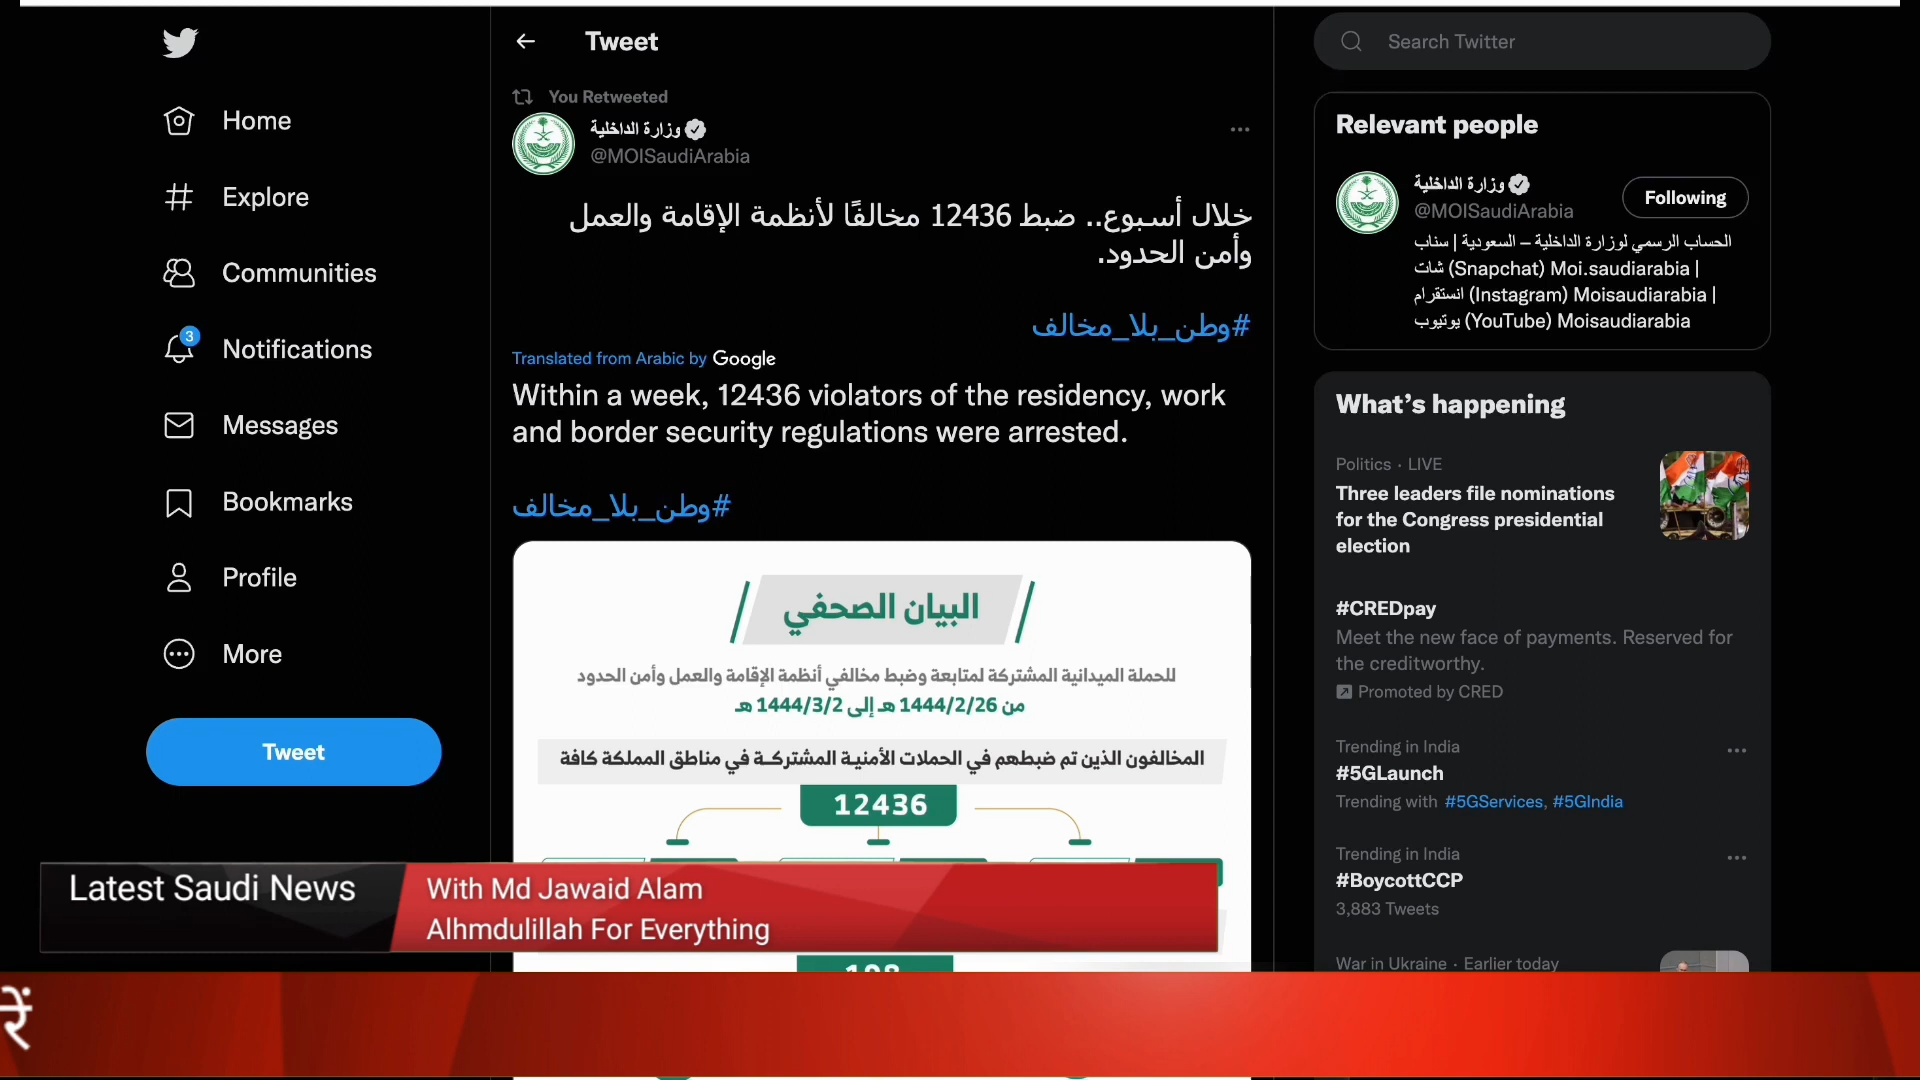 Home
Explore
Communities
3
Notifications
Messages
Bookmarks
Profile
More
Tweet
Tweet
You Retweeted
وزارة الداخلية
@MOISaudiArabia
خلال أسبوع.. ضبط 12436 مخالفًا لأنظمة الإقامة والعمل
وأمن الحدود.
#وطن_بلا_مخالف
Translated from Arabic by Google
Within a week, 12436 violators of the residency, work
and border security regulations were arrested.
#وطن_بلا_مخالف
البيان الصحفي
للحملة الميدانية المشتركة لمتابعة وضبط مخالفي أنظمة الإقامة والعمل وأمن الحدود
من 1444/2/26 هـ إلى 1444/3/2 هـ
المخالفون الذين تم ضبطهم في الحملات الأمنية المشتركة في مناطق المملكة كافة
12436
Search Twitter
Relevant people
وزارة الداخلية
@MOISaudiArabia
Following
الحساب الرسمي لوزارة الداخلية – السعودية | سناب
شات (Snapchat) Moi.saudiarabia |
انستقرام (Instagram) Moisaudiarabia |
يوتيوب (YouTube) Moisaudiarabia
What's happening
Politics · LIVE
Three leaders file nominations
for the Congress presidential
election
#CREDpay
Meet the new face of payments. Reserved for
the creditworthy.
Promoted by CRED
Trending in India
#5GLaunch
Trending with #5GServices, #5GIndia
Trending in India
#BoycottCCP
3,883 Tweets
War in Ukraine · Earlier today
Latest Saudi News
With Md Jawaid Alam
Alhmdulillah For Everything
रें